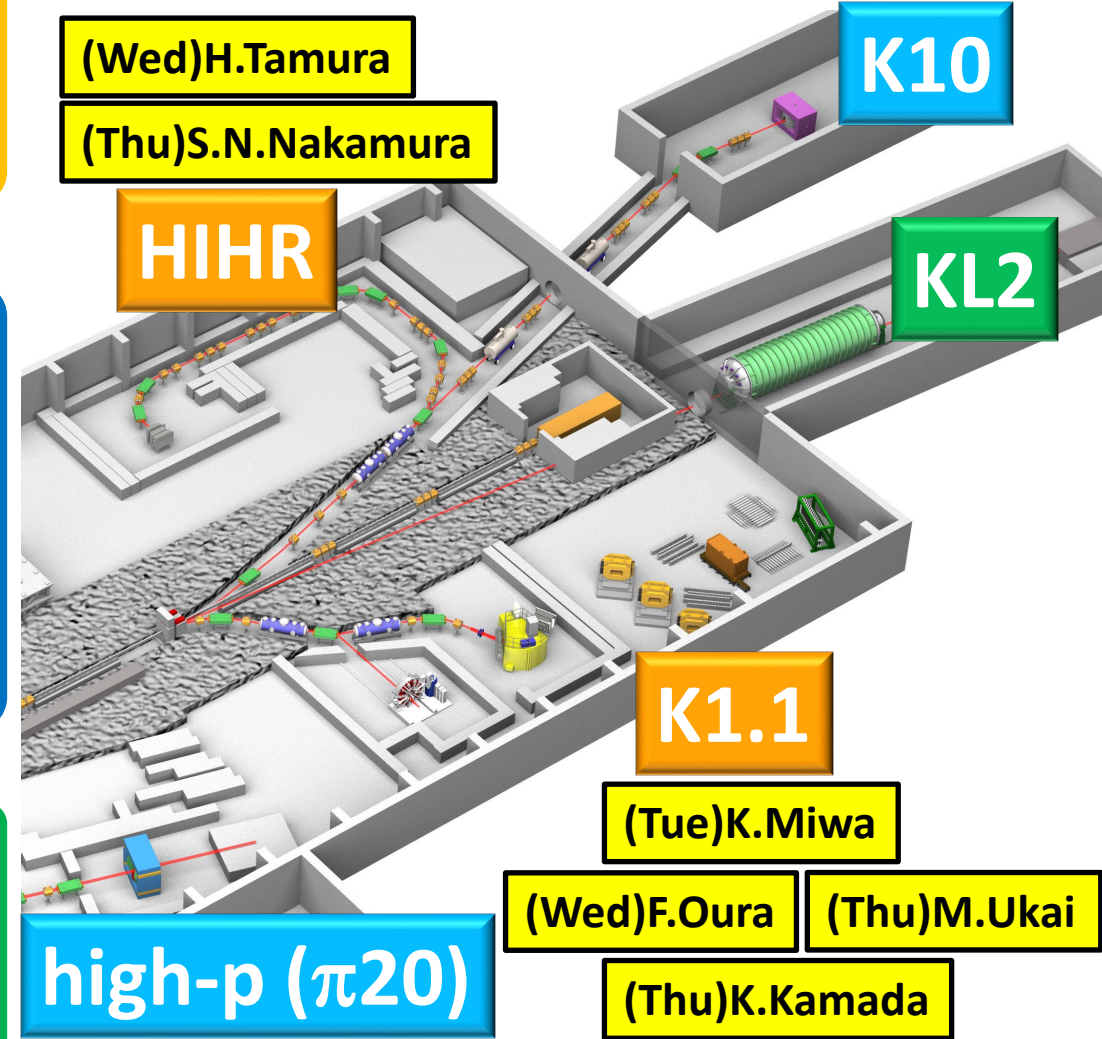 (Wed)H.Tamura
(Thu)S.N.Nakamura
K10
HIHR
KL2
K1.1
(Tue)K.Miwa
(Wed)F.Oura
(Thu)M.Ukai
(Thu)K.Kamada
high-p (π20)